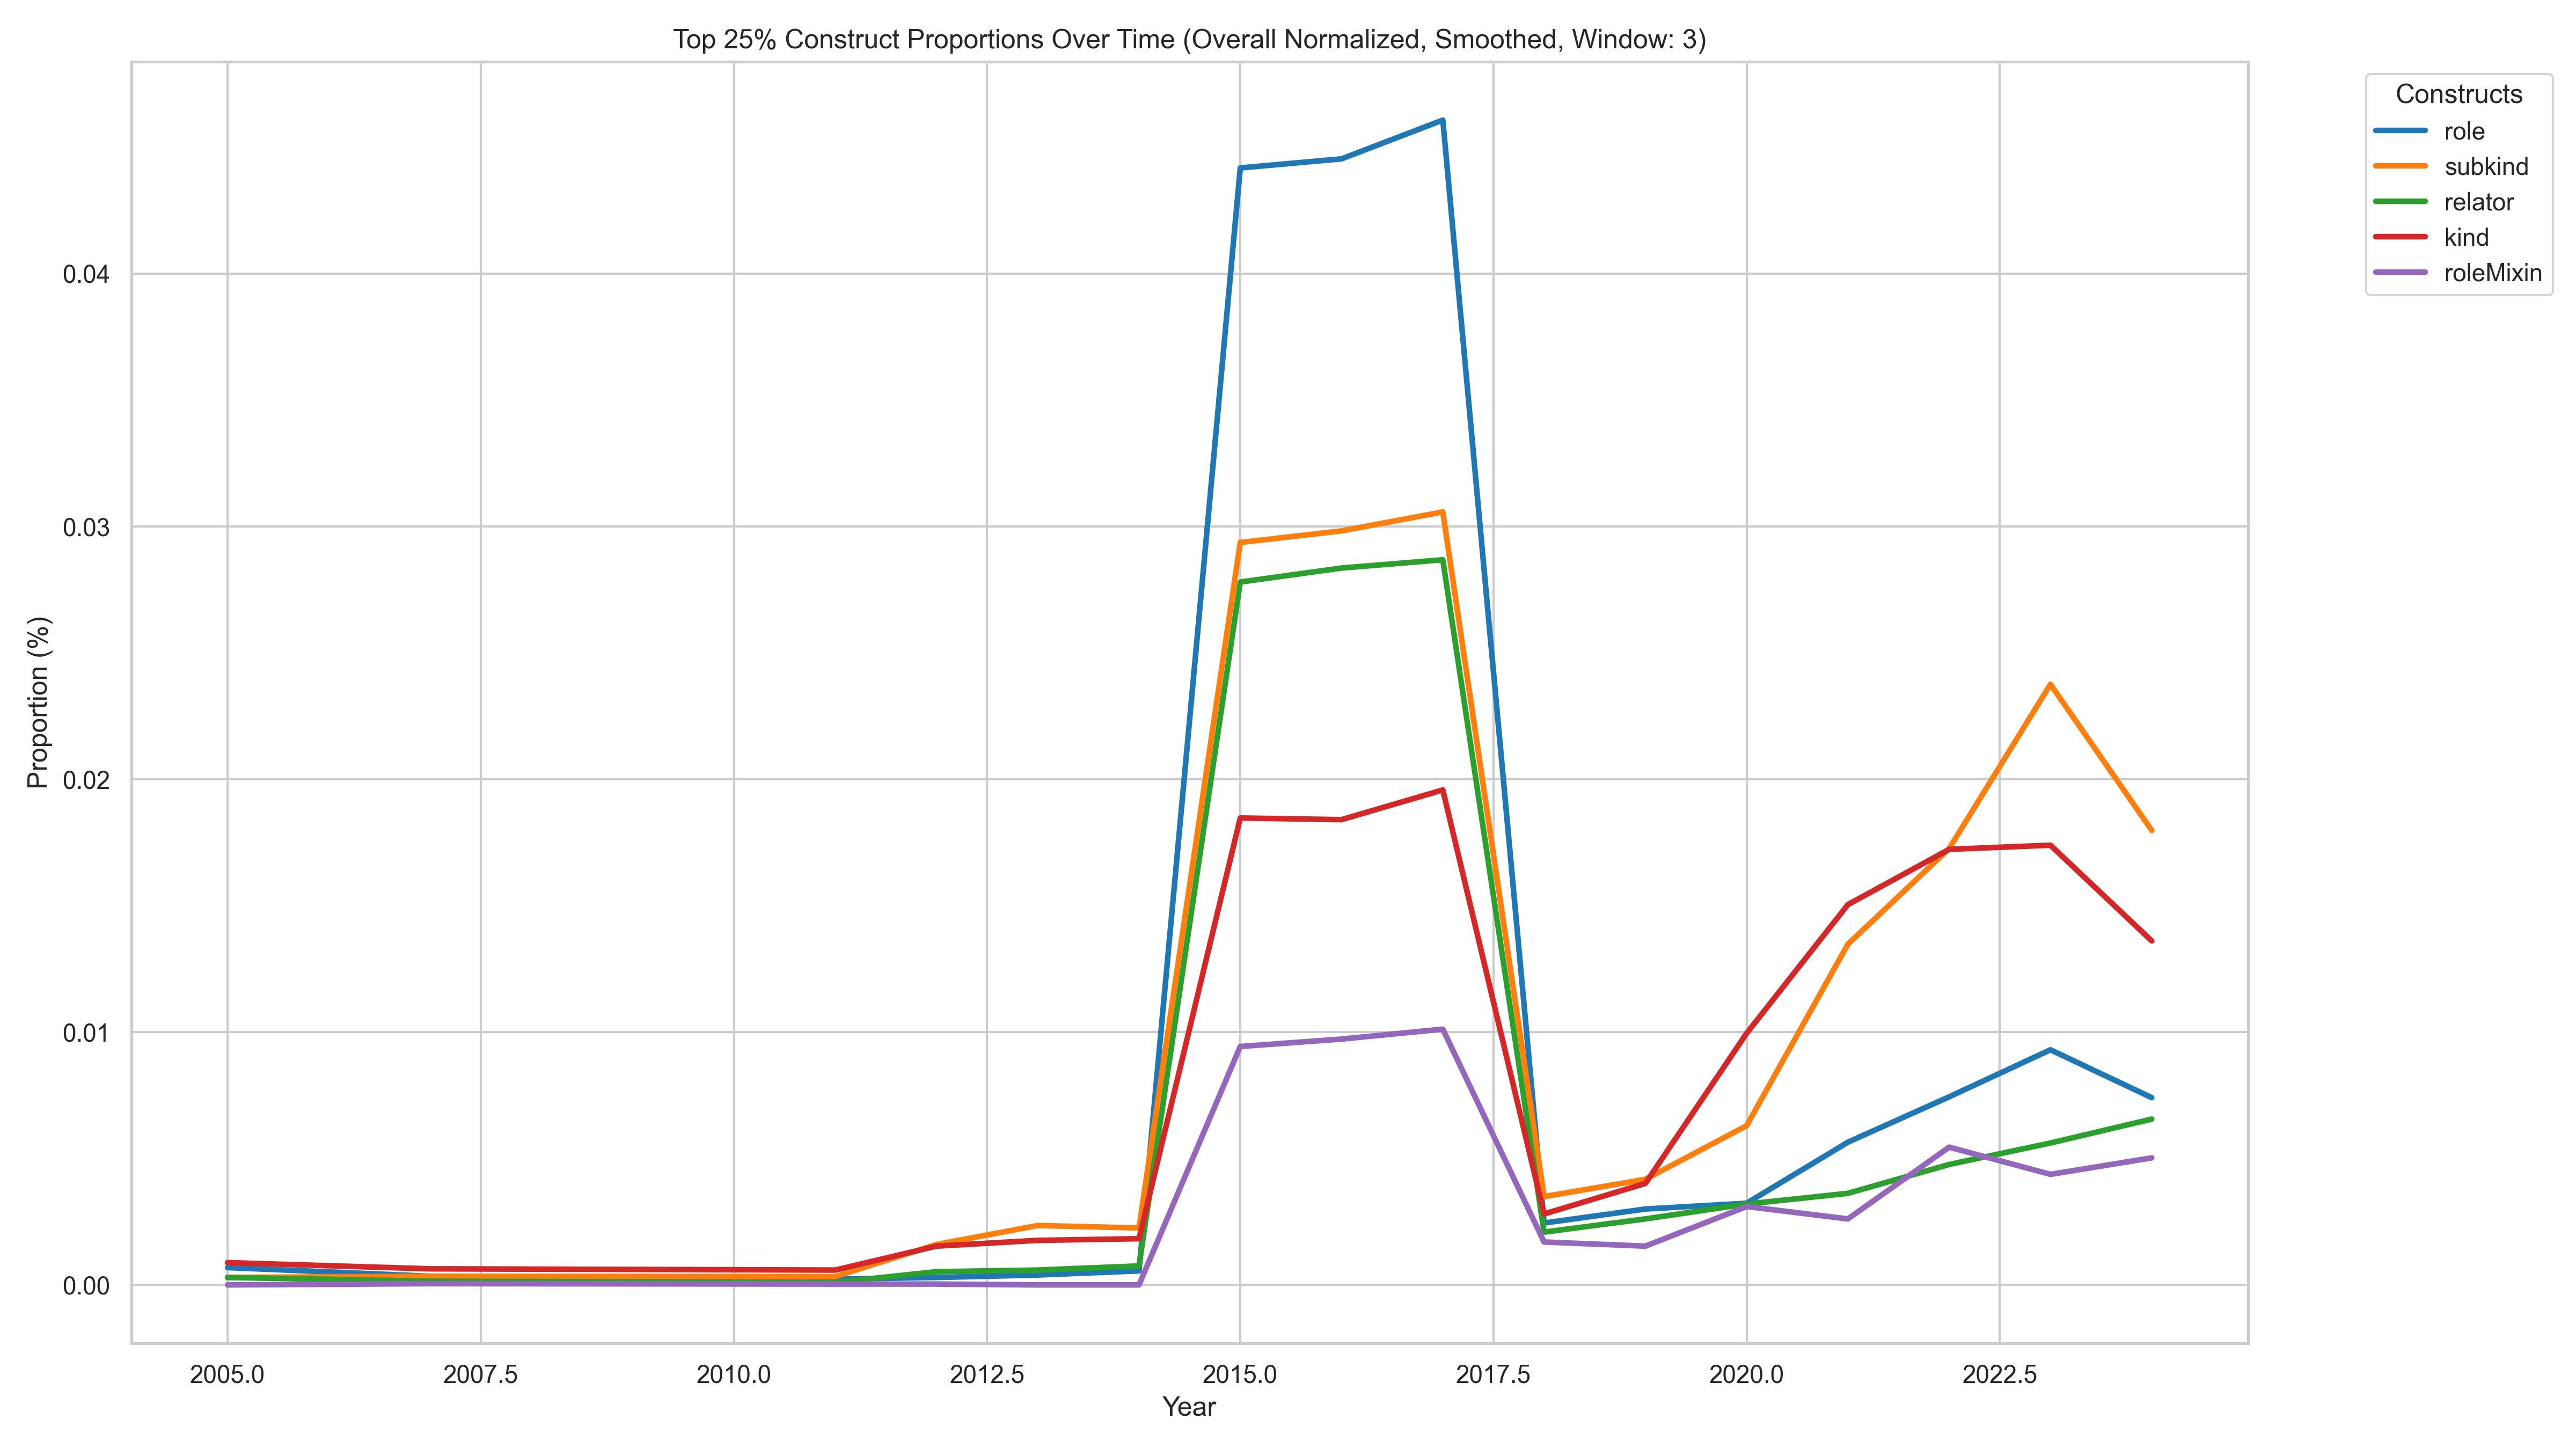 Top 25% Construct Proportions Over Time (Overall Normalized, Smoothed, Window: 3)
Constructs
role
subkind
relator
kind
roleMixin
Proportion (%)
0.04
0.03
0.02
0.01
0.00
2005.0
2007.5
2010.0
2012.5
2015.0
2017.5
2020.0
2022.5
Year